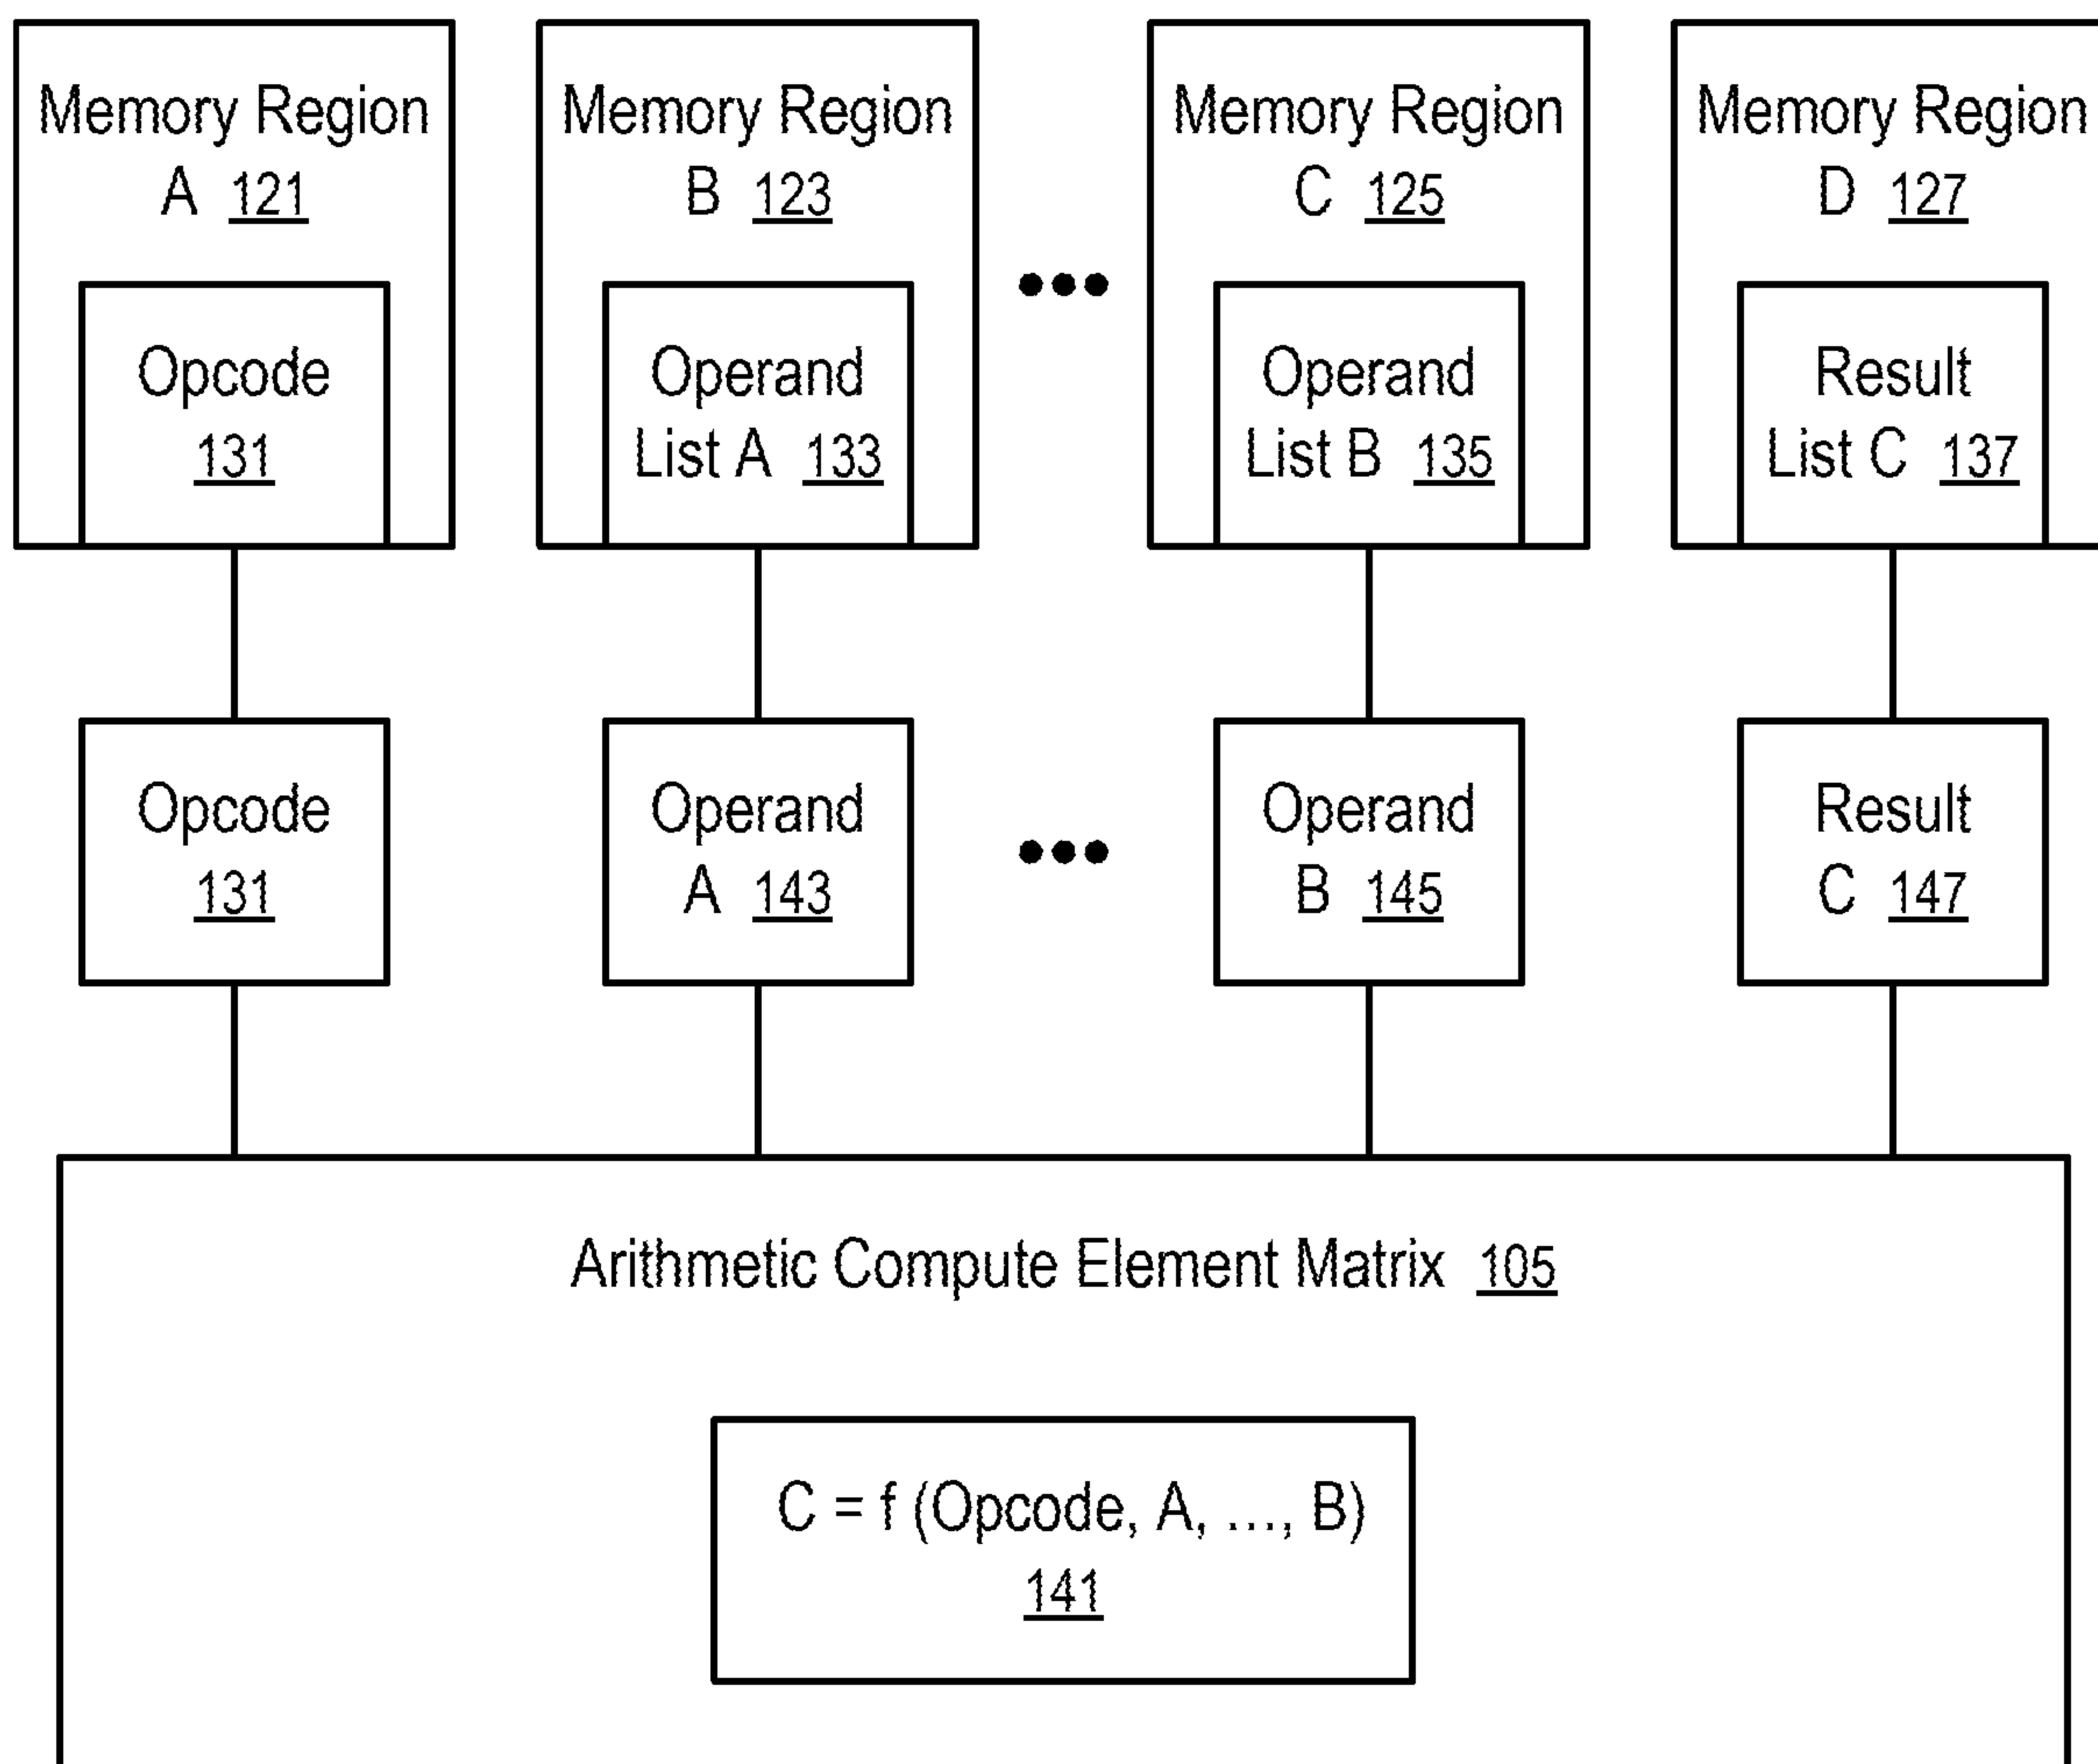 Memory Region
A 121
Memory Region
B 123
Memory Region
C 125
Memory Region
D 127
Opcode
131
Operand
List A 133
Operand
List B 135
Result
List C 137
Opcode
131
Operand
A 143
Operand
B 145
Result
C 147
Arithmetic Compute Element Matrix 105
C = f (Opcode, A, ..., B)
141